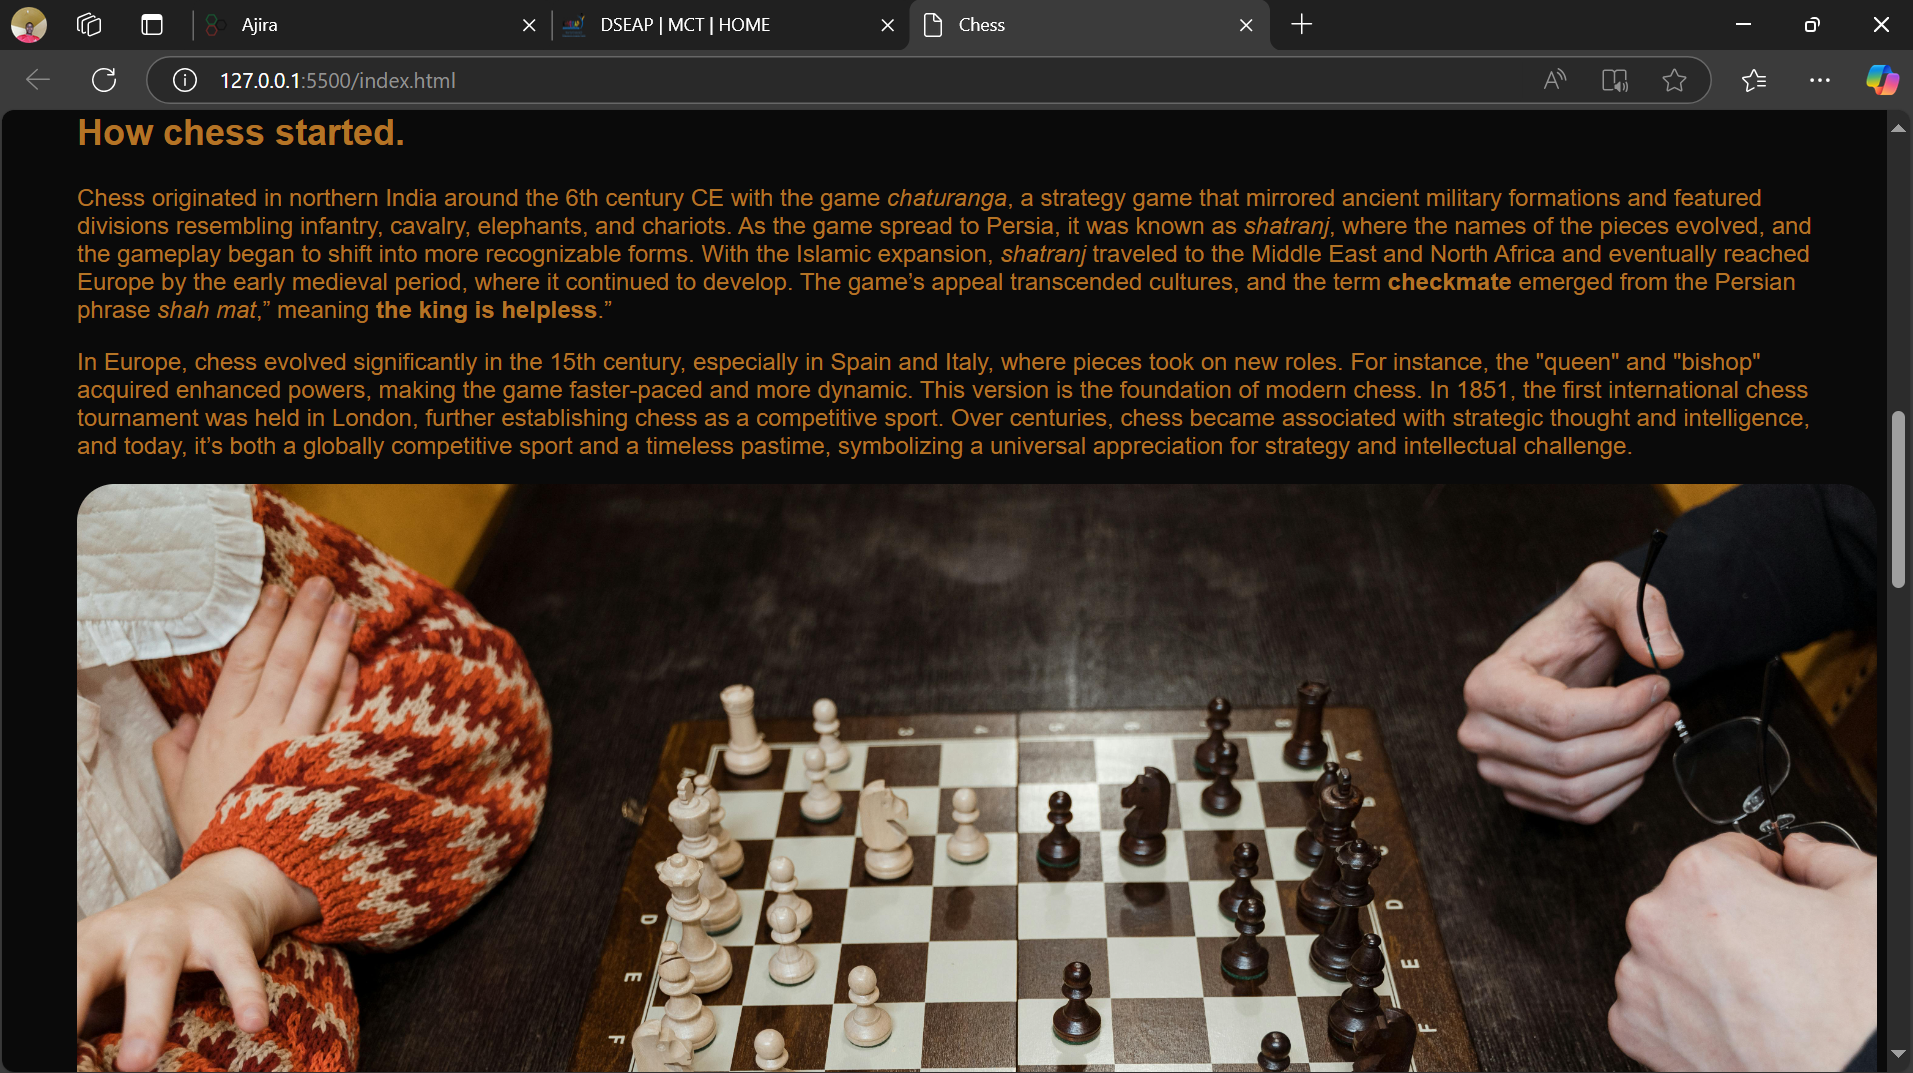 Ajira
DSEAP | MCT | HOME
Chess
127.0.0.1:5500/index.html
How chess started.
Chess originated in northern India around the 6th century CE with the game chaturanga, a strategy game that mirrored ancient military formations and featured
divisions resembling infantry, cavalry, elephants, and chariots. As the game spread to Persia, it was known as shatranj, where the names of the pieces evolved, and
the gameplay began to shift into more recognizable forms. With the Islamic expansion, shatranj traveled to the Middle East and North Africa and eventually reached
Europe by the early medieval period, where it continued to develop. The game’s appeal transcended cultures, and the term checkmate emerged from the Persian
phrase shah mat,” meaning the king is helpless.”
In Europe, chess evolved significantly in the 15th century, especially in Spain and Italy, where pieces took on new roles. For instance, the "queen" and "bishop"
acquired enhanced powers, making the game faster-paced and more dynamic. This version is the foundation of modern chess. In 1851, the first international chess
tournament was held in London, further establishing chess as a competitive sport. Over centuries, chess became associated with strategic thought and intelligence,
and today, it’s both a globally competitive sport and a timeless pastime, symbolizing a universal appreciation for strategy and intellectual challenge.
A
D
D
E
E
F
F